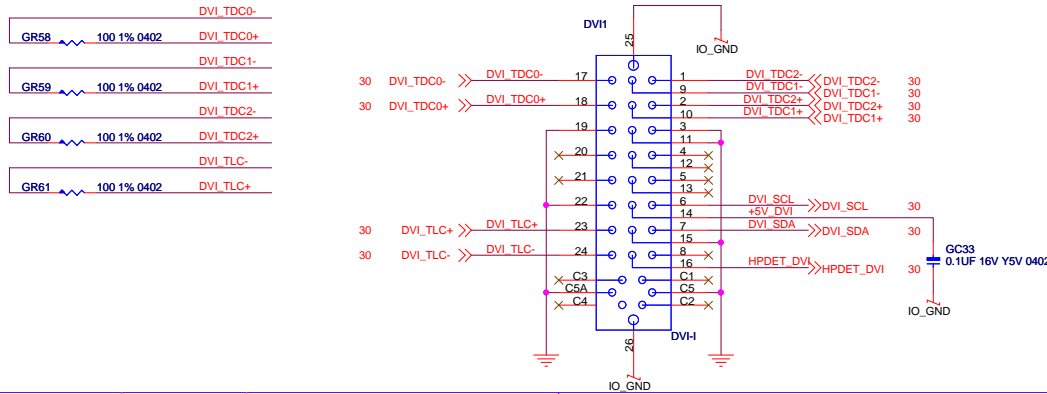 DVI_TDC0-
GR58 100 1% 0402 DVI_TDC0+
DVI_TDC1-
GR59 100 1% 0402 DVI_TDC1+
DVI_TDC2-
GR60 100 1% 0402 DVI_TDC2+
DVI_TLC-
GR61 100 1% 0402 DVI_TLC+
DVI1
25
IO_GND
30 DVI_TDC0- DVI_TDC0- 17
30 DVI_TDC0+ DVI_TDC0+ 18
19
20
21
22
30 DVI_TLC+ DVI_TLC+ 23
30 DVI_TLC- DVI_TLC- 24
C3
C5A
C4
1 DVI_TDC2- DVI_TDC2- 30
9 DVI_TDC1- DVI_TDC1- 30
2 DVI_TDC2+ DVI_TDC2+ 30
10 DVI_TDC1+ DVI_TDC1+ 30
3
11
4
12
5
13
6 DVI_SCL DVI_SCL 30
14 +5V_DVI
7 DVI_SDA DVI_SDA 30
15
8
16 HPDET_DVI HPDET_DVI 30
C1
C5
C2
DVI-I
26
IO_GND
GC33
0.1UF 16V Y5V 0402
IO_GND